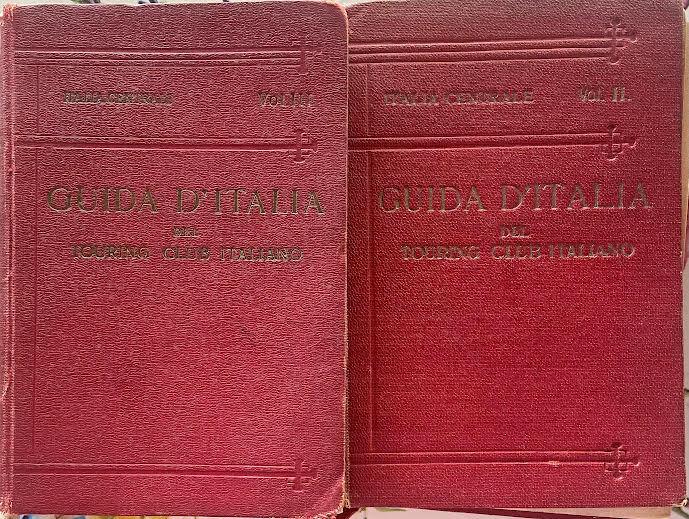 ITALIA CENTRALE Vol. III.
GUIDA D'ITALIA
DEL
TOURING CLUB ITALIANO
ITALIA CENTRALE Vol. II.
GUIDA D'ITALIA
DEL
TOURING CLUB ITALIANO